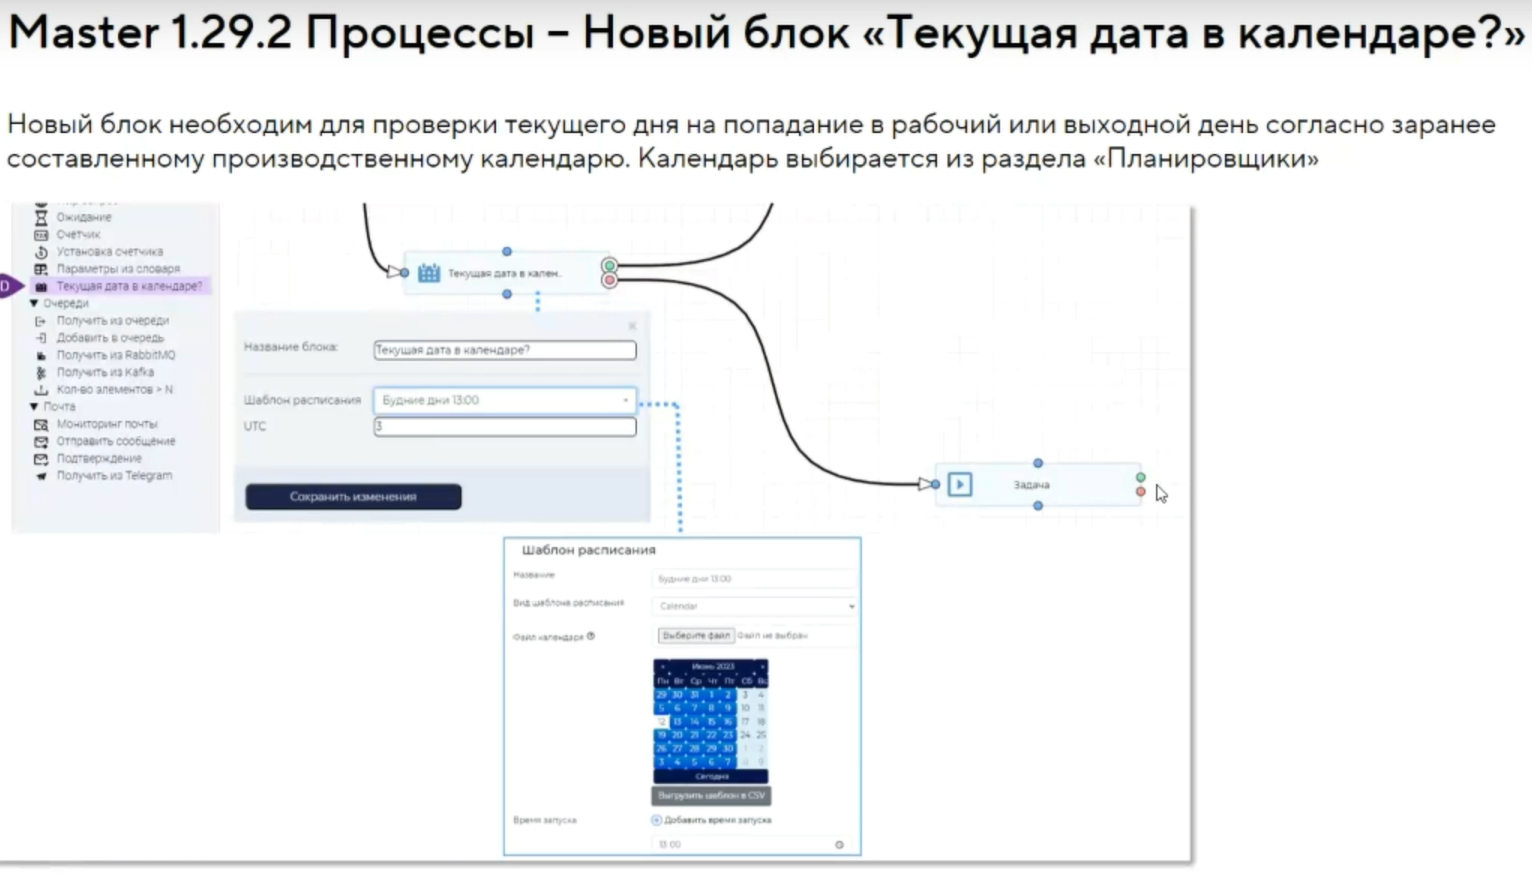 Master 1.29.2 Процессы – Новый блок «Текущая дата в календаре?»
Новый блок необходим для проверки текущего дня на попадание в рабочий или выходной день согласно заранее
составленному производственному календарю. Календарь выбирается из раздела «Планировщики»
Ожидание
Счетчик
Установка счетчика
Параметры из словаря
D
Текущая дата в календаре?
Очереди
Получить из очереди
Добавить в очередь
Получить из RabbitMQ
Получить из Kafka
Кол-во элементов > N
Почта
Мониторинг почты
Отправить сообщение
Подтверждение
Получить из Telegram
Текущая дата в кален..
Название блока:
Текущая дата в календаре?
Шаблон расписания
Будние дни 13:00
UTC
3
Сохранить изменения
Задача
Шаблон расписания
Название
Будние дни 13:00
Вид шаблона расписания
Calendar
Файл календаря
Выберите файл Файл не выбран
Июнь 2023
Пн Вт Ср Чт Пт Сб Вс
29 30 31 1 2 3 4
5 6 7 8 9 10 11
12 13 14 15 16 17 18
19 20 21 22 23 24 25
26 27 28 29 30 1 2
3 4 5 6 7 8 9
Сегодня
Выгрузить шаблон в CSV
Время запуска
Добавить время запуска
13:00